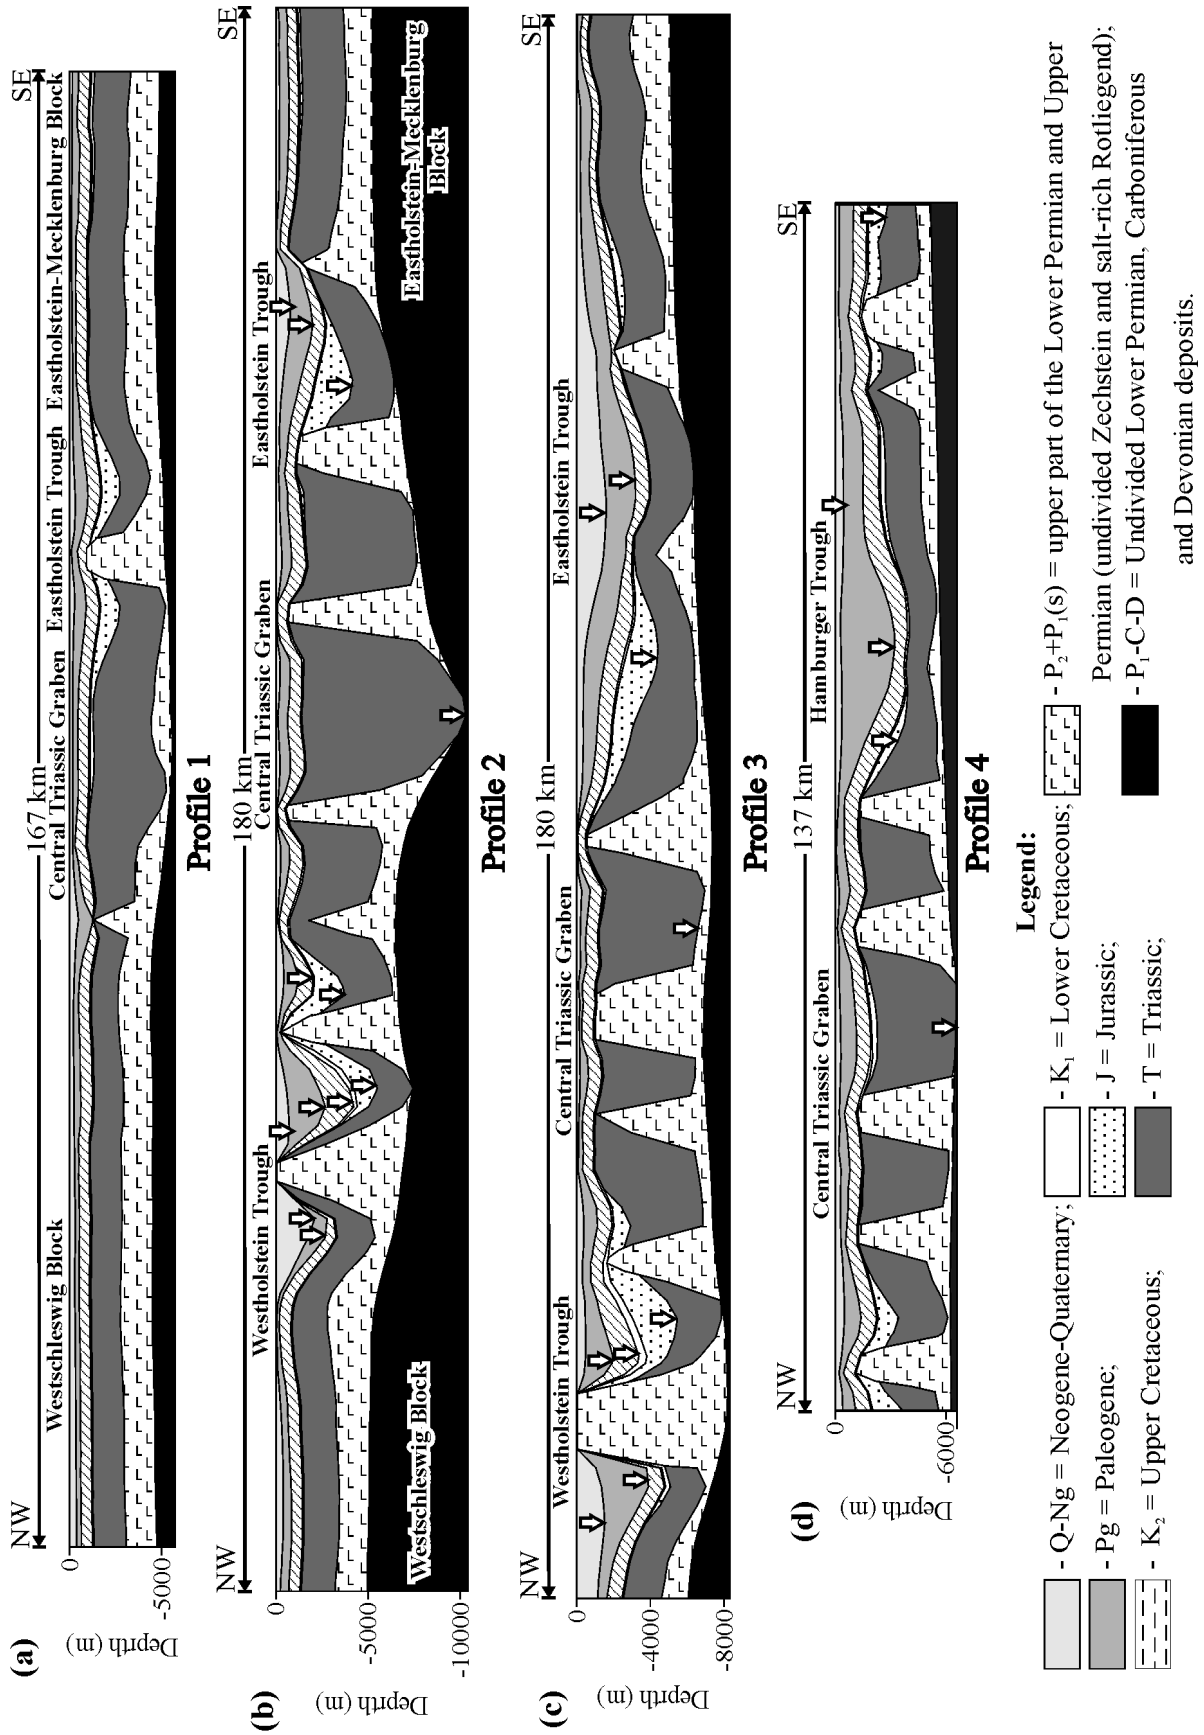 (a)
NW
167 km
SE
Westschleswig Block
Central Triassic Graben
Eastholstein Trough
Eastholstein-Mecklenburg Block
0
-5000
Deprth (m)
Profile 1
(b)
NW
180 km
SE
Westholstein Trough
Central Triassic Graben
Eastholstein Trough
0
-5000
-10000
Deprth (m)
Westschleswig Block
Eastholstein-Mecklenburg
Block
Profile 2
(c)
NW
180 km
SE
Westholstein Trough
Central Triassic Graben
Eastholstein Trough
0
-4000
-8000
Deprth (m)
Profile 3
(d)
NW
137 km
SE
Central Triassic Graben
Hamburger Trough
0
-6000
Deprth (m)
Profile 4
Legend:
- Q-Ng = Neogene-Quaternary;
- Pg = Paleogene;
- K₂ = Upper Cretaceous;
- K₁ = Lower Cretaceous;
- J = Jurassic;
- T = Triassic;
- P₂+P₁(s) = upper part of the Lower Permian and Upper
Permian (undivided Zechstein and salt-rich Rotliegend);
- P₁-C-D = Undivided Lower Permian, Carboniferous
and Devonian deposits.